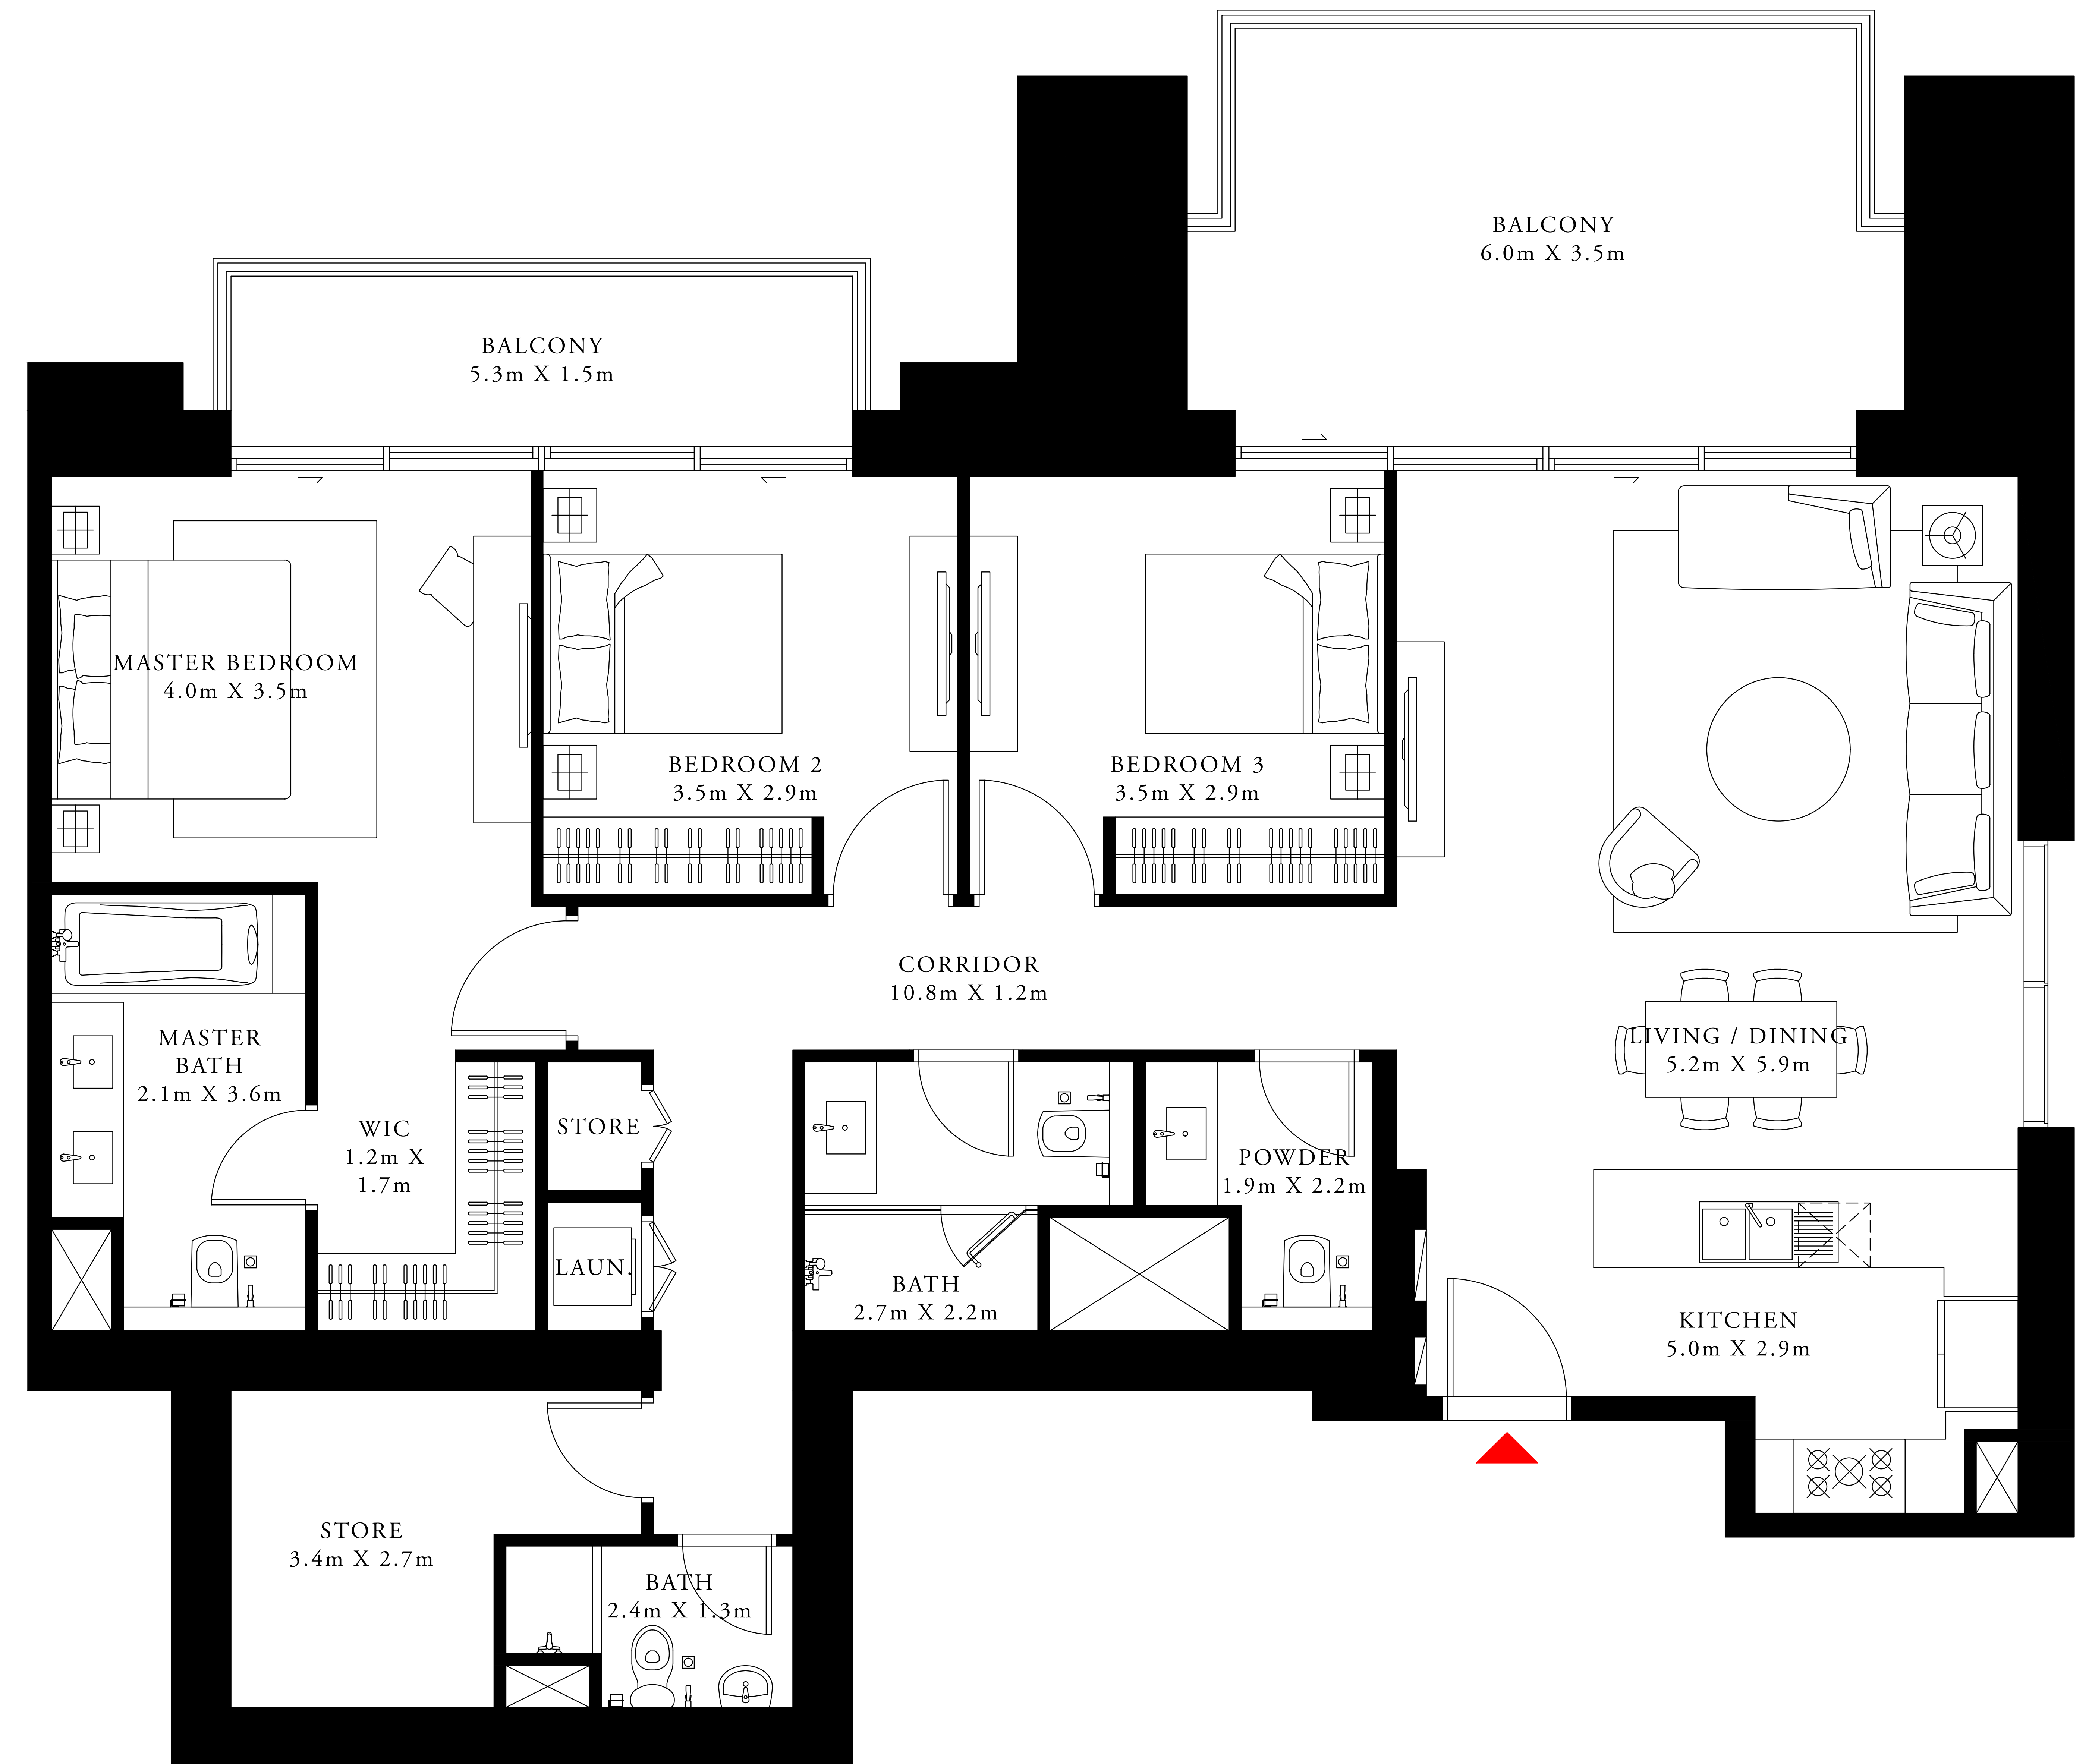 BALCONY
6.0m X 3.5m
BALCONY
5.3m X 1.5m
MASTER BEDROOM
4.0m X 3.5m
BEDROOM 2
3.5m X 2.9m
BEDROOM 3
3.5m X 2.9m
CORRIDOR
10.8m X 1.2m
LIVING / DINING
5.2m X 5.9m
MASTER
BATH
2.1m X 3.6m
WIC
1.2m X
1.7m
STORE
LAUN.
POWDER
1.9m X 2.2m
BATH
2.7m X 2.2m
KITCHEN
5.0m X 2.9m
STORE
3.4m X 2.7m
BATH
2.4m X 1.3m